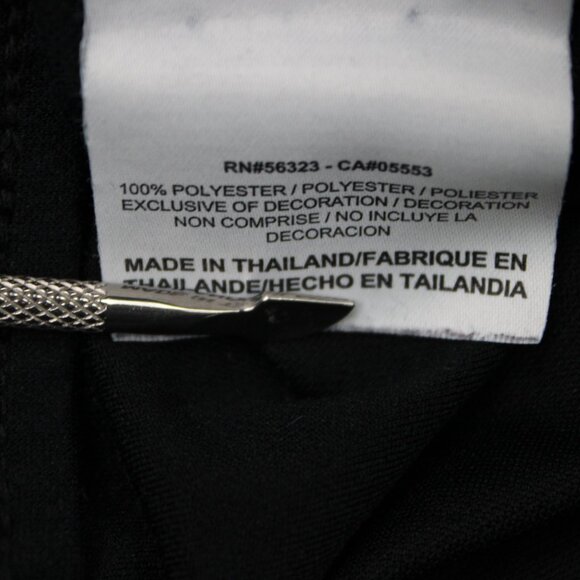 RN#56323 - CA#05553
100% POLYESTER / POLYESTER / POLIESTER
EXCLUSIVE OF DECORATION / DECORATION
NON COMPRISE / NO INCLUYE LA
DECORACION
MADE IN THAILAND/FABRIQUE EN
THAILANDE/HECHO EN TAILANDIA